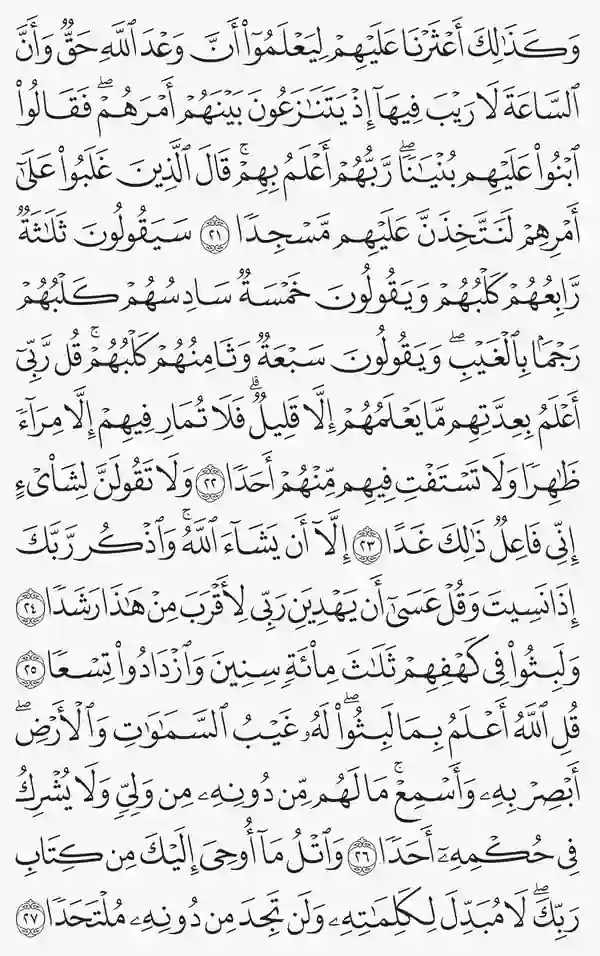 وَكَذَٰلِكَ أَعۡثَرۡنَا عَلَيۡهِمۡ لِيَعۡلَمُوٓاْ أَنَّ وَعۡدَ ٱللَّهِ حَقّٞ وَأَنَّ
ٱلسَّاعَةَ لَا رَيۡبَ فِيهَآ إِذۡ يَتَنَٰزَعُونَ بَيۡنَهُمۡ أَمۡرَهُمۡۖ فَقَالُواْ
ٱبۡنُواْ عَلَيۡهِم بُنۡيَٰنٗاۖ رَّبُّهُمۡ أَعۡلَمُ بِهِمۡۚ قَالَ ٱلَّذِينَ غَلَبُواْ عَلَىٰٓ
أَمۡرِهِمۡ لَنَتَّخِذَنَّ عَلَيۡهِم مَّسۡجِدٗا ٢١ سَيَقُولُونَ ثَلَٰثَةٞ
رَّابِعُهُمۡ كَلۡبُهُمۡ وَيَقُولُونَ خَمۡسَةٞ سَادِسُهُمۡ كَلۡبُهُمۡ
رَجۡمَۢا بِٱلۡغَيۡبِۖ وَيَقُولُونَ سَبۡعَةٞ وَثَامِنُهُمۡ كَلۡبُهُمۡۚ قُل رَّبِّيٓ
أَعۡلَمُ بِعِدَّتِهِم مَّا يَعۡلَمُهُمۡ إِلَّا قَلِيلٞۗ فَلَا تُمَارِ فِيهِمۡ إِلَّا مِرَآءٗ
ظَٰهِرٗا وَلَا تَسۡتَفۡتِ فِيهِم مِّنۡهُمۡ أَحَدٗا ٢٢ وَلَا تَقُولَنَّ لِشَاْيۡءٍ
إِنِّي فَاعِلٞ ذَٰلِكَ غَدًا ٢٣ إِلَّآ أَن يَشَآءَ ٱللَّهُۚ وَٱذۡكُر رَّبَّكَ
إِذَا نَسِيتَ وَقُلۡ عَسَىٰٓ أَن يَهۡدِيَنِ رَبِّي لِأَقۡرَبَ مِنۡ هَٰذَا رَشَدٗا ٢٤
وَلَبِثُواْ فِي كَهۡفِهِمۡ ثَلَٰثَ مِاْئَةٖ سِنِينَ وَٱزۡدَادُواْ تِسۡعٗا ٢٥
قُلِ ٱللَّهُ أَعۡلَمُ بِمَا لَبِثُواْۖ لَهُۥ غَيۡبُ ٱلسَّمَٰوَٰتِ وَٱلۡأَرۡضِۖ
أَبۡصِرۡ بِهِۦ وَأَسۡمِعۡۚ مَا لَهُم مِّن دُونِهِۦ مِن وَلِيّٖ وَلَا يُشۡرِكُ
فِي حُكۡمِهِۦٓ أَحَدٗا ٢٦ وَٱتۡلُ مَآ أُوحِيَ إِلَيۡكَ مِن كِتَابِ
رَبِّكَۖ لَا مُبَدِّلَ لِكَلِمَٰتِهِۦ وَلَن تَجِدَ مِن دُونِهِۦ مُلۡتَحَدٗا ٢٧